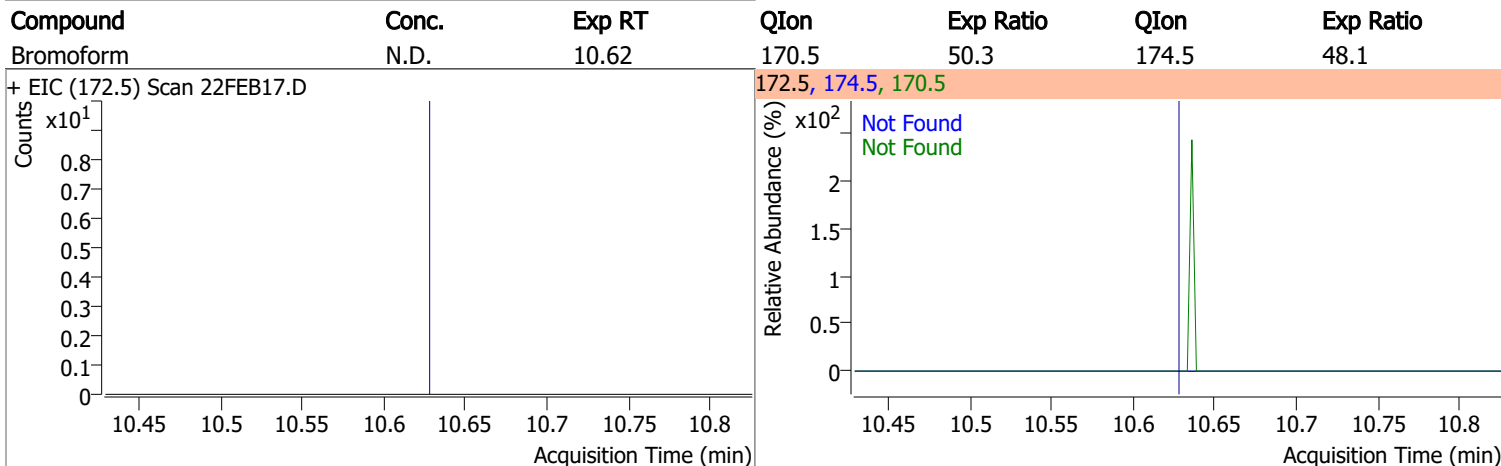 Compound Conc. Exp RT QIon Exp Ratio QIon Exp Ratio
Bromoform N.D. 10.62 170.5 50.3 174.5 48.1
+ EIC (172.5) Scan 22FEB17.D
Counts
x10¹
0.8
0.7
0.6
0.5
0.4
0.3
0.2
0.1
0
10.45 10.5 10.55 10.6 10.65 10.7 10.75 10.8
Acquisition Time (min)
172.5, 174.5, 170.5
Relative Abundance (%)
x10²
Not Found
Not Found
2
1.5
1
0.5
0
10.45 10.5 10.55 10.6 10.65 10.7 10.75 10.8
Acquisition Time (min)